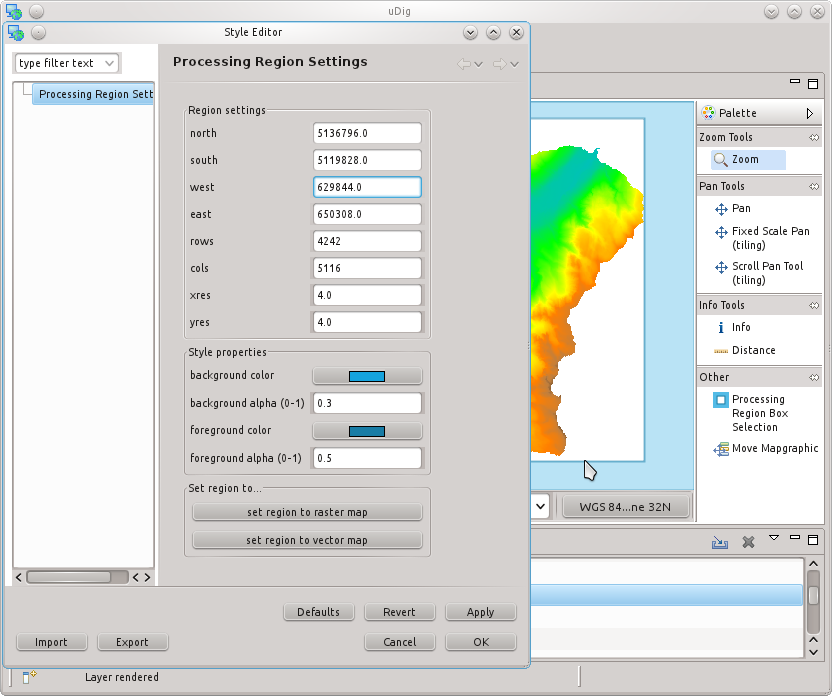 uDig
Style Editor
type filter text
Processing Region Sett
Processing Region Settings
Region settings
north 5136796.0
south 5119828.0
west 629844.0
east 650308.0
rows 4242
cols 5116
xres 4.0
yres 4.0
Style properties
background color
background alpha (0-1) 0.3
foreground color
foreground alpha (0-1) 0.5
Set region to...
set region to raster map
set region to vector map
Defaults Revert Apply
Import Export Cancel OK
Palette
Zoom Tools
Zoom
Pan Tools
Pan
Fixed Scale Pan
(tiling)
Scroll Pan Tool
(tiling)
Info Tools
Info
Distance
Other
Processing
Region Box
Selection
Move Mapgraphic
WGS 84...ne 32N
Layer rendered